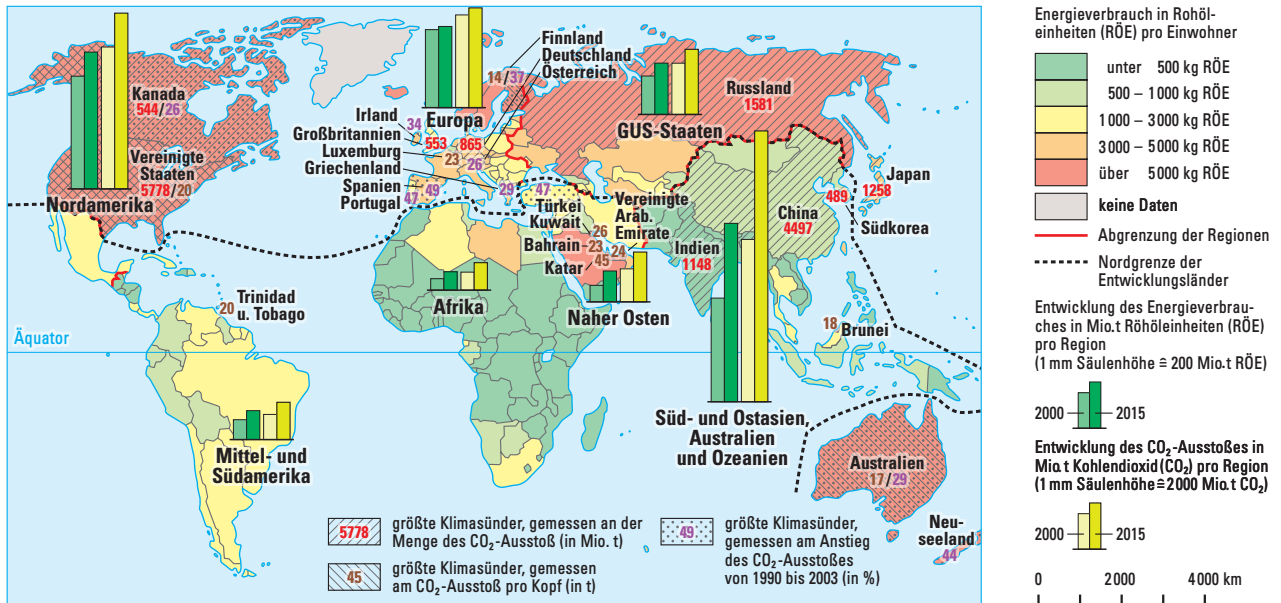 Finnland
Deutschland
Österreich
14/37
Kanada
544/26
Russland
1581
Europa
GUS-Staaten
Irland
34
Großbritannien
553
865
Luxemburg
23
26
Griechenland
29
Vereinigte
Staaten
5778/20
Nordamerika
Spanien
49
Portugal
47
47
Türkei
Kuwait
26
Vereinigte
Arab.
Emirate
24
Bahrain
23
Katar
45
Indien
1148
China
4497
489
Japan
1258
Südkorea
Afrika
Naher Osten
20
Trinidad
u. Tobago
18
Brunei
Äquator
Süd- und Ostasien,
Australien
und Ozeanien
Mittel- und
Südamerika
Australien
17/29
Neu-
seeland
44
5778
größte Klimasünder, gemessen an der
Menge des CO₂-Ausstoß (in Mio. t)
45
größte Klimasünder, gemessen
am CO₂-Ausstoß pro Kopf (in t)
49
größte Klimasünder,
gemessen am Anstieg
des CO₂-Ausstoßes
von 1990 bis 2003 (in %)
Energieverbrauch in Rohöl-
einheiten (RÖE) pro Einwohner
unter 500 kg RÖE
500 – 1000 kg RÖE
1000 – 3000 kg RÖE
3000 – 5000 kg RÖE
über 5000 kg RÖE
keine Daten
Abgrenzung der Regionen
Nordgrenze der
Entwicklungsländer
Entwicklung des Energieverbrau-
ches in Mio.t Röhöleinheiten (RÖE)
pro Region
(1 mm Säulenhöhe ≙ 200 Mio.t RÖE)
2000 2015
Entwicklung des CO₂-Ausstoßes in
Mio.t Kohlendioxid (CO₂) pro Region
(1 mm Säulenhöhe ≙ 2000 Mio.t CO₂)
2000 2015
0 2000 4000 km